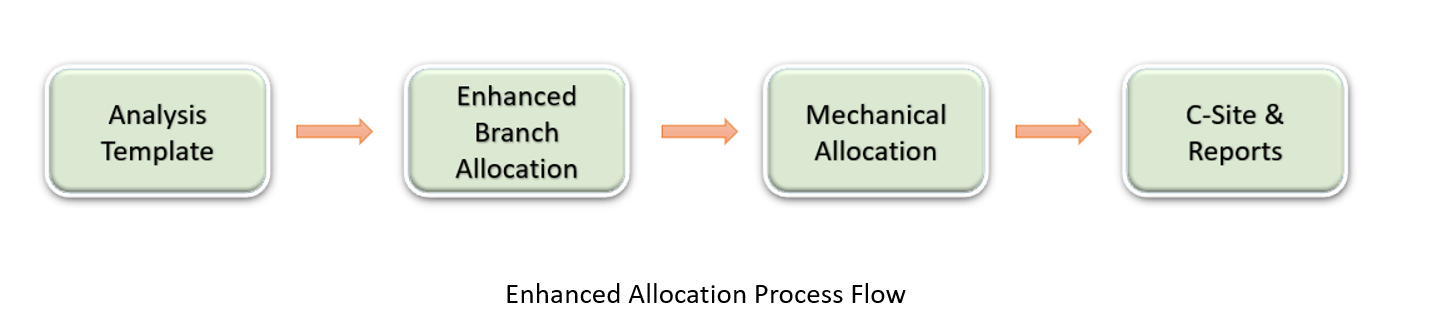 Analysis
Template
Enhanced
Branch
Allocation
Mechanical
Allocation
C-Site &
Reports
Enhanced Allocation Process Flow